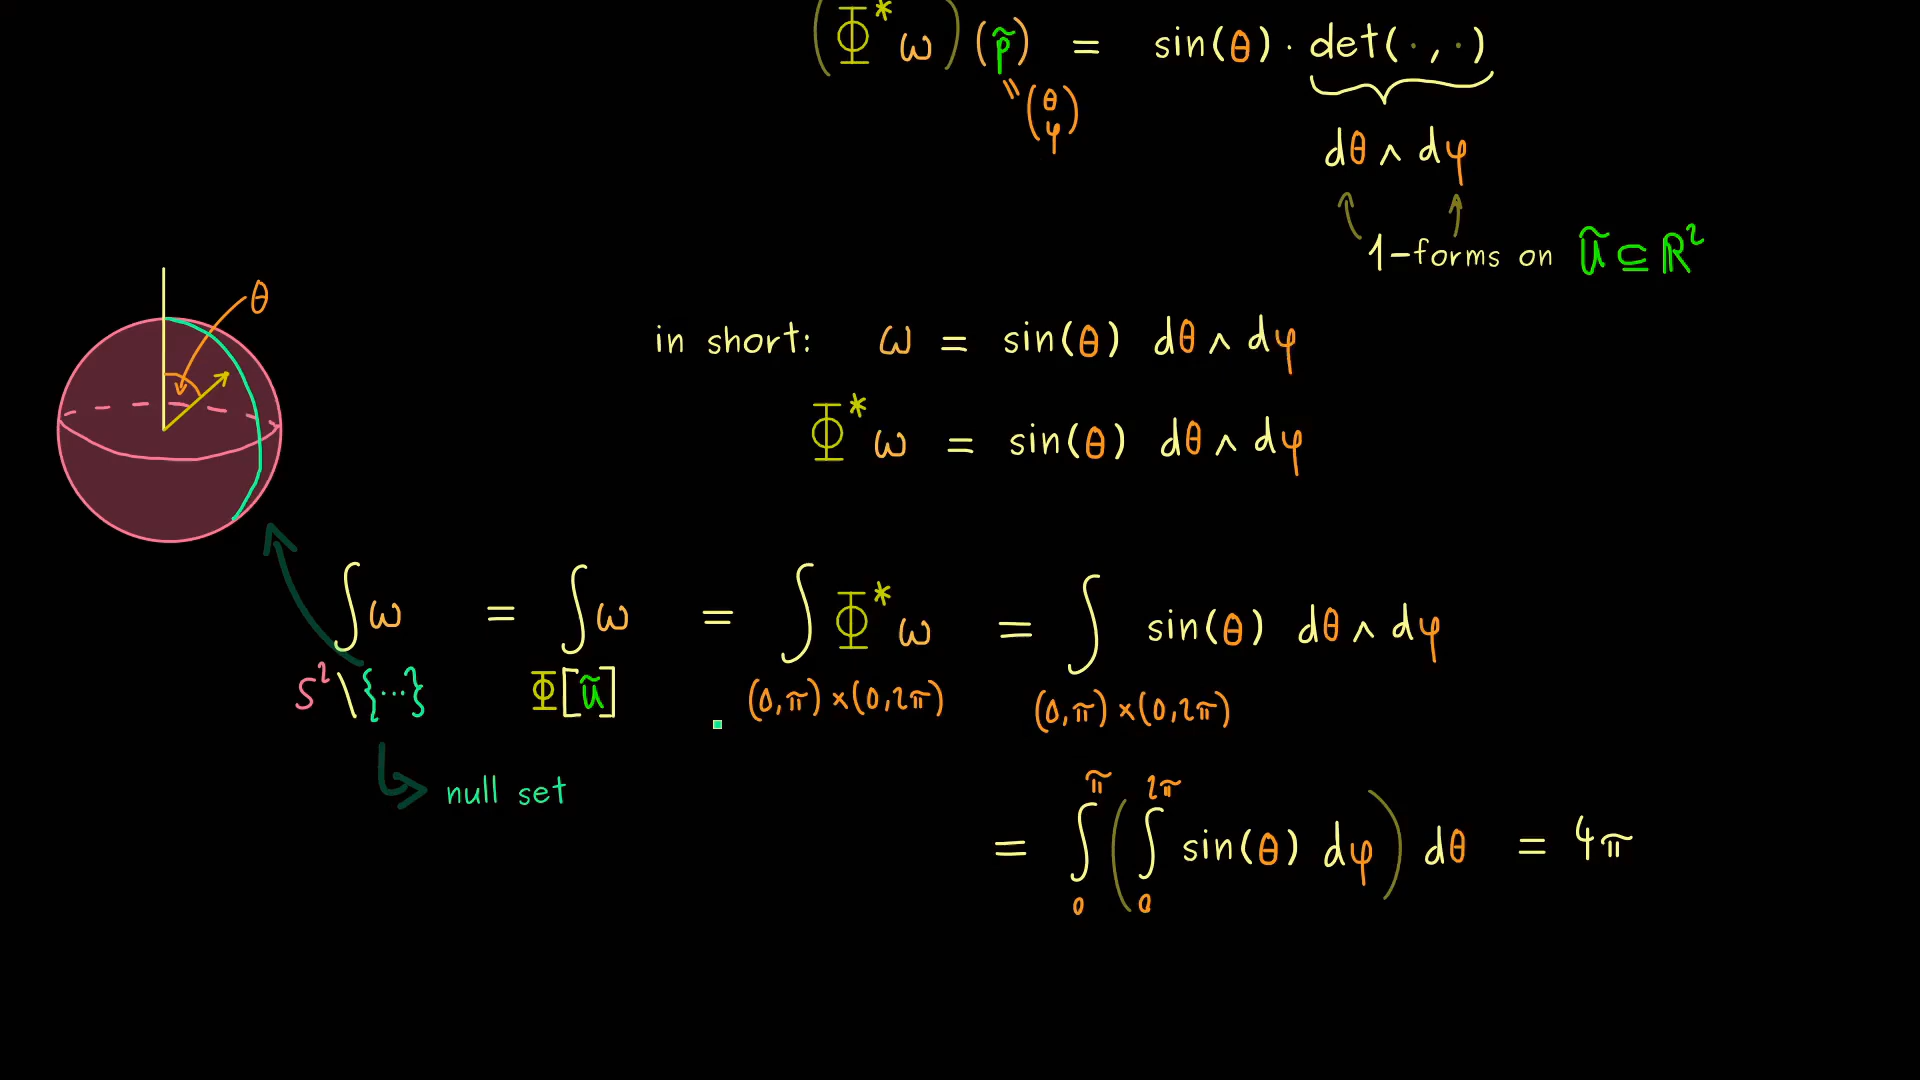 (Φ*ω)(p̃) = sin(θ) · det(· , ·)
= (θ φ)
dθ ∧ dφ
1-forms on Ũ ⊆ ℝ²
θ
in short: ω = sin(θ) dθ ∧ dφ
Φ*ω = sin(θ) dθ ∧ dφ
∫ω = ∫ω = ∫Φ*ω = ∫ sin(θ) dθ ∧ dφ
S²\{···} Φ[Ũ] (0,π)×(0,2π) (0,π)×(0,2π)
null set
= ∫₀^π (∫₀^2π sin(θ) dφ) dθ = 4π